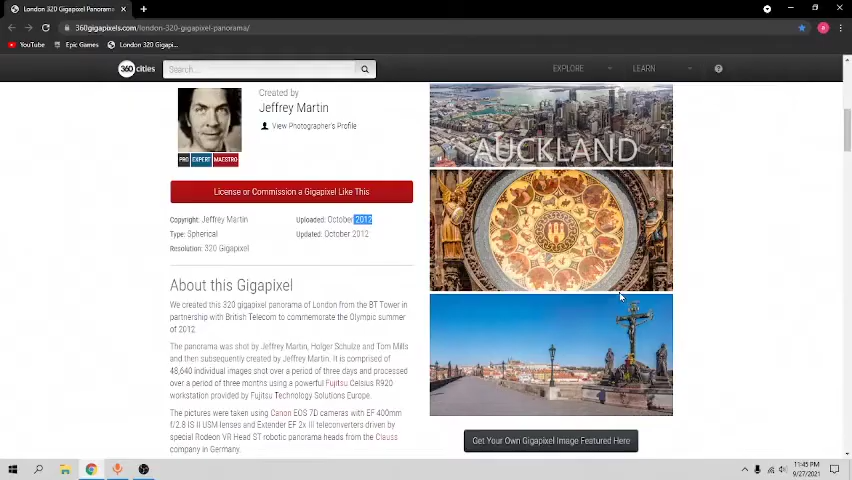 London 320 Gigapixel Panoram
360gigapixels.com/london-320-gigapixel-panorama/
YouTube
Epic Games
London 320 Gigapi...
360 cities
Search...
EXPLORE
LEARN
Created by
Jeffrey Martin
View Photographer's Profile
PRO EXPERT MAESTRO
License or Commission a Gigapixel Like This
Copyright: Jeffrey Martin
Uploaded: October 2012
Type: Spherical
Updated: October 2012
Resolution: 320 Gigapixel
About this Gigapixel
We created this 320 gigapixel panorama of London from the BT Tower in
partnership with British Telecom to commemorate the Olympic summer
of 2012.
The panorama was shot by Jeffrey Martin, Holger Schulze and Tom Mills
and then subsequently created by Jeffrey Martin. It is comprised of
48,640 individual images shot over a period of three days and processed
over a period of three months using a powerful Fujitsu Celsius R920
workstation provided by Fujitsu Technology Solutions Europe.
The pictures were taken using Canon EOS 7D cameras with EF 400mm
f/2.8 IS II USM lenses and Extender EF 2x III teleconverters driven by
special Rodeon VR Head ST robotic panorama heads from the Clauss
company in Germany.
AUCKLAND
Get Your Own Gigapixel Image Featured Here
11:45 PM
9/27/2021